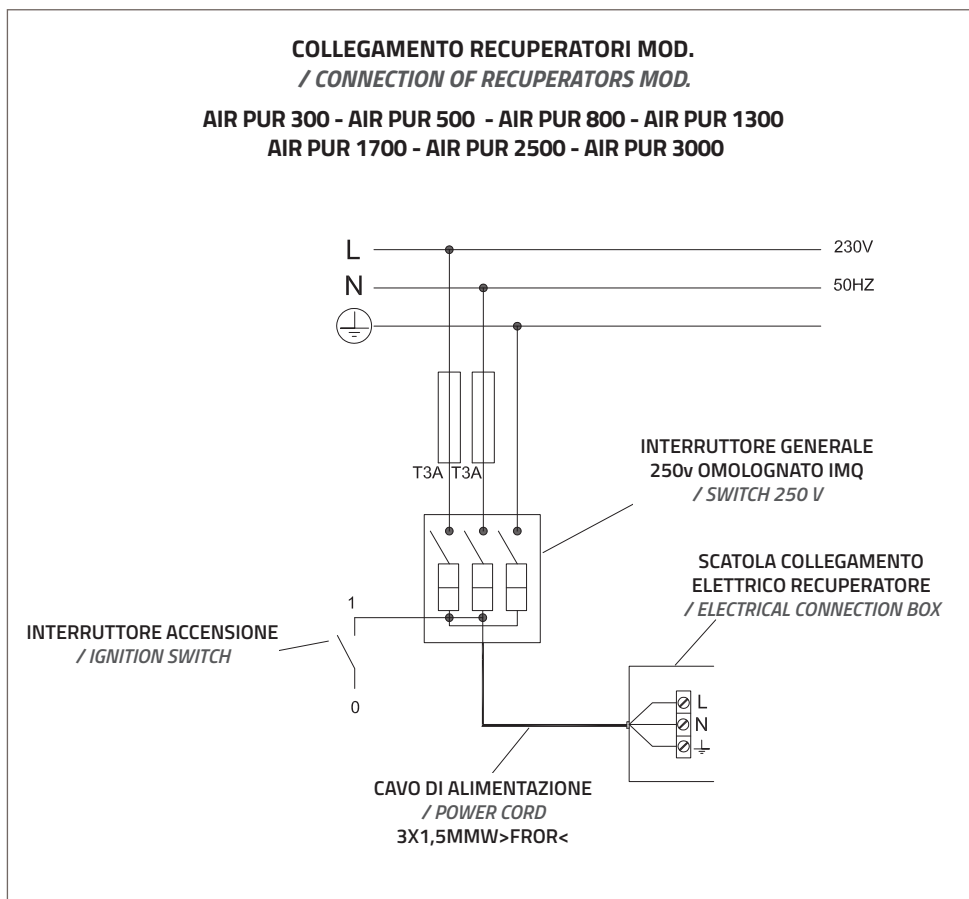 COLLEGAMENTO RECUPERATORI MOD.
/ CONNECTION OF RECUPERATORS MOD.
AIR PUR 300 - AIR PUR 500 - AIR PUR 800 - AIR PUR 1300
AIR PUR 1700 - AIR PUR 2500 - AIR PUR 3000
L
230V
N
50HZ
T3A T3A
INTERRUTTORE GENERALE
250v OMOLOGNATO IMQ
/ SWITCH 250 V
SCATOLA COLLEGAMENTO
ELETTRICO RECUPERATORE
/ ELECTRICAL CONNECTION BOX
1
INTERRUTTORE ACCENSIONE
/ IGNITION SWITCH
0
L
N
CAVO DI ALIMENTAZIONE
/ POWER CORD
3X1,5MMW>FROR<